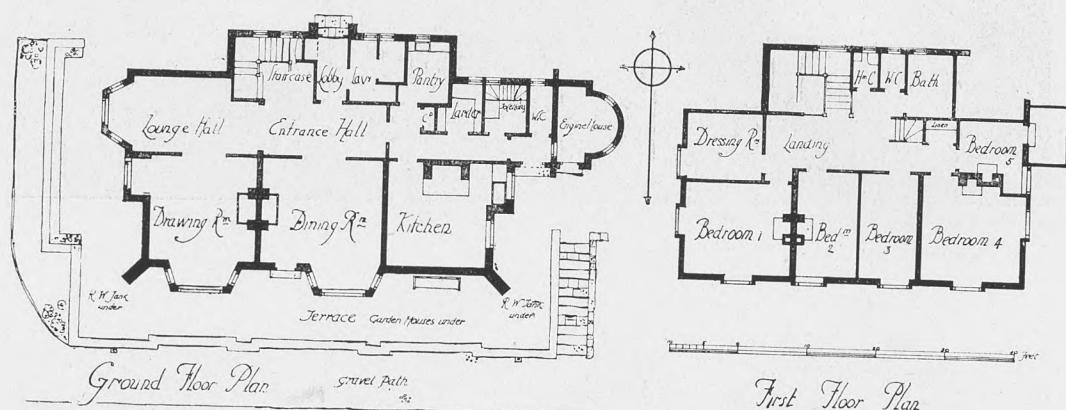 Staircase
Lobby
Lavy
Pantry
Larder
W.C.
Engine House
Lounge Hall
Entrance Hall
Co
Drawing Rm
Dining Rm
Kitchen
R. W. Tank
under
R. W. Tank
under
Terrace Garden Houses under
Ground Floor Plan
Gravel Path
H & C
W.C
Bath
Linen
Dressing Rm
Landing
Bedroom
5
Bedroom 1
Bedm
2
Bedroom
3
Bedroom 4
feet
First Floor Plan